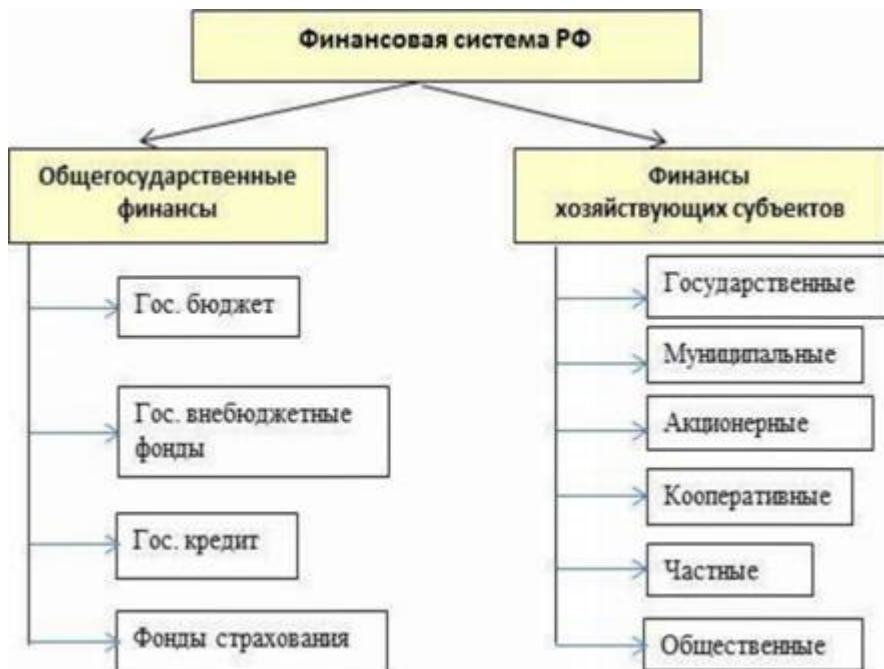 Финансовая система РФ
Общегосударственные
финансы
Гос. бюджет
Гос. внебюджетные
фонды
Гос. кредит
Фонды страхования
Финансы
хозяйствующих субъектов
Государственные
Муниципальные
Акционерные
Кооперативные
Частные
Общественные